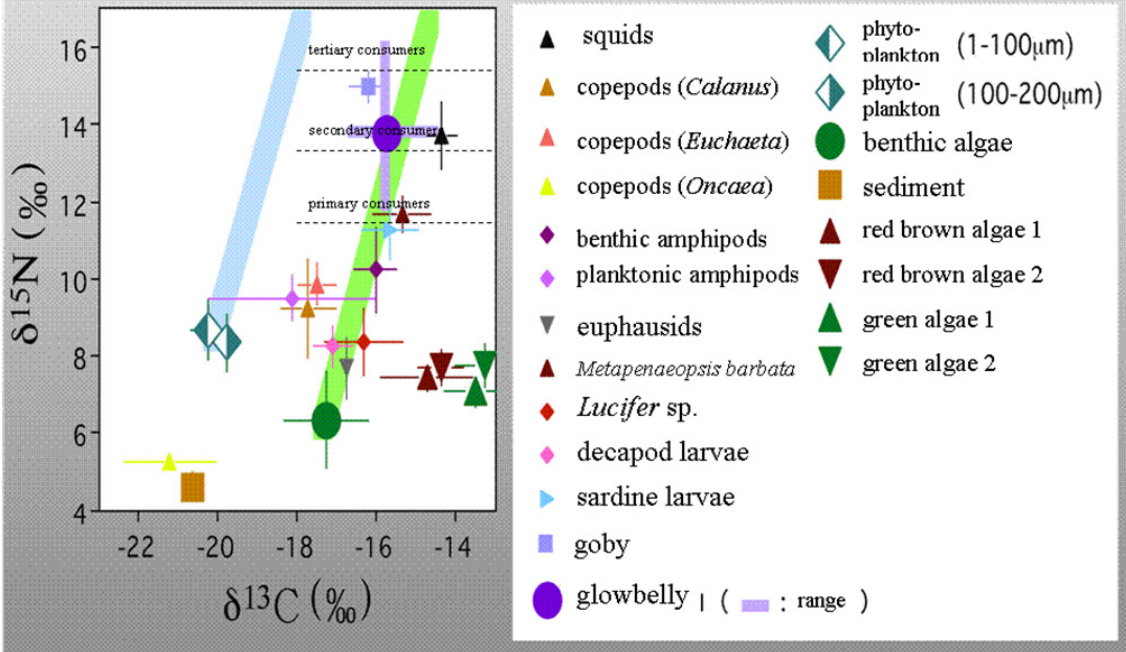 16
14
12
10
8
6
4
δ15N (‰)
-22 -20 -18 -16 -14
δ13C (‰)
tertiary consumers
secondary consumers
primary consumers
squids
copepods (Calanus)
copepods (Euchaeta)
copepods (Oncaea)
benthic amphipods
planktonic amphipods
euphausids
Metapenaeopsis barbata
Lucifer sp.
decapod larvae
sardine larvae
goby
glowbelly | ( : range )
phyto-
plankton (1-100μm)
phyto-
plankton (100-200μm)
benthic algae
sediment
red brown algae 1
red brown algae 2
green algae 1
green algae 2